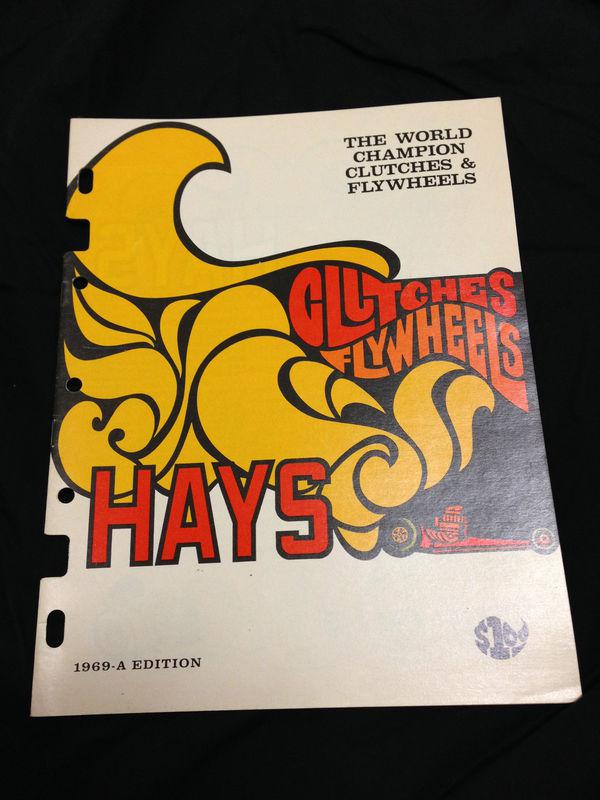 THE WORLD
CHAMPION
CLUTCHES &
FLYWHEELS
CLUTCHES
FLYWHEELS
HAYS
$1.00
1969-A EDITION